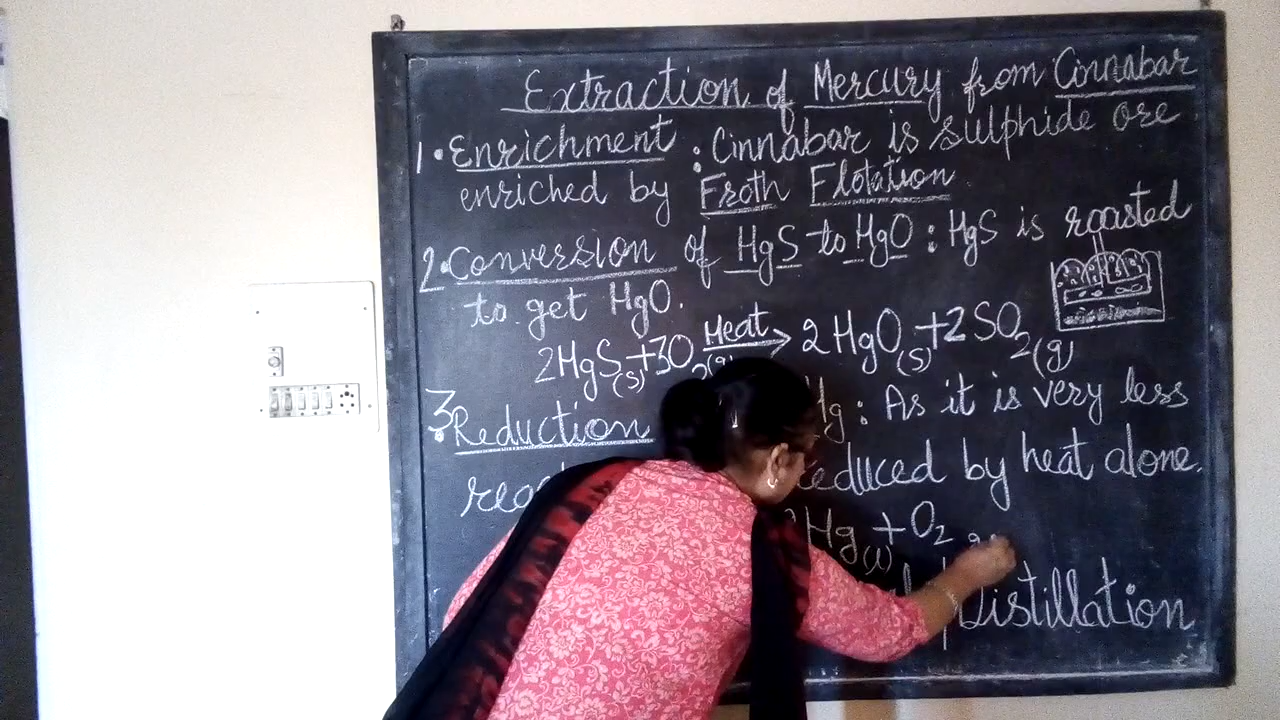 Extraction of Mercury from Cinnabar
1. Enrichment : Cinnabar is sulphide ore
enriched by Froth Flotation
2. Conversion of HgS to HgO : HgS is roasted
to get HgO.
2HgS(s) + 3O2(g) Heat → 2HgO(s) + 2SO2(g)
3. Reduction Hg : As it is very less
reduced by heat alone.
Hg(l) + O2
Distillation